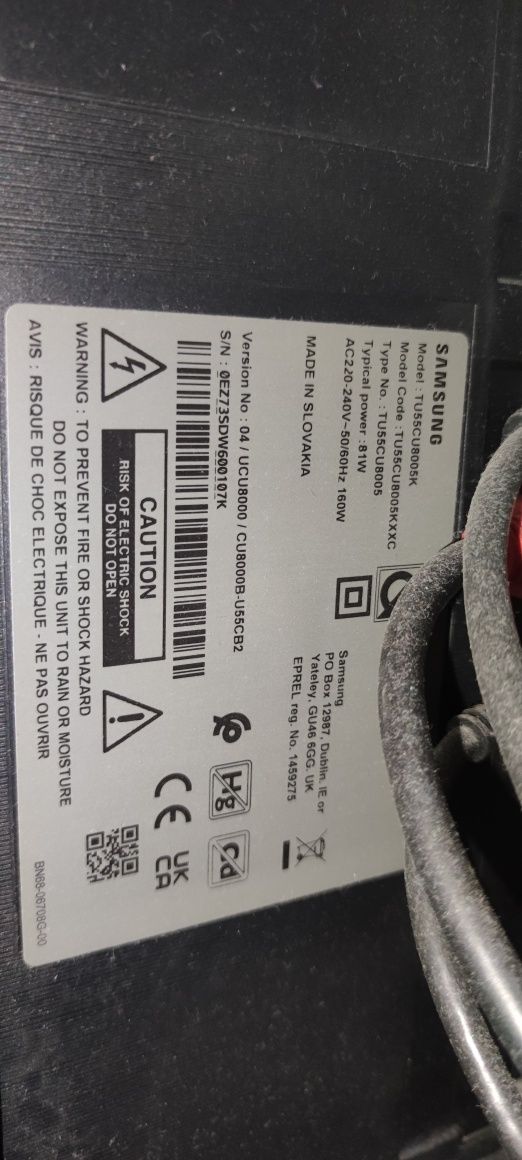 SAMSUNG
Model : TU55CU8005K
Model Code : TU55CU8005KXXC
Type No. : TU55CU8005
Typical power : 81W
AC220-240V~50/60Hz 160W
MADE IN SLOVAKIA
Samsung
PO Box 12987, Dublin. IE or
Yateley, GU46 6GG. UK
EPREL reg. No. 1459275
Version No : 04 / UCU8000 / CU8000B-U55CB2
S/N : 0EZ73SDW600107K
Hg
Cd
CAUTION
RISK OF ELECTRIC SHOCK
DO NOT OPEN
CE
UK
CA
WARNING : TO PREVENT FIRE OR SHOCK HAZARD
DO NOT EXPOSE THIS UNIT TO RAIN OR MOISTURE
AVIS : RISQUE DE CHOC ELECTRIQUE - NE PAS OUVRIR
BN68-06708G-00